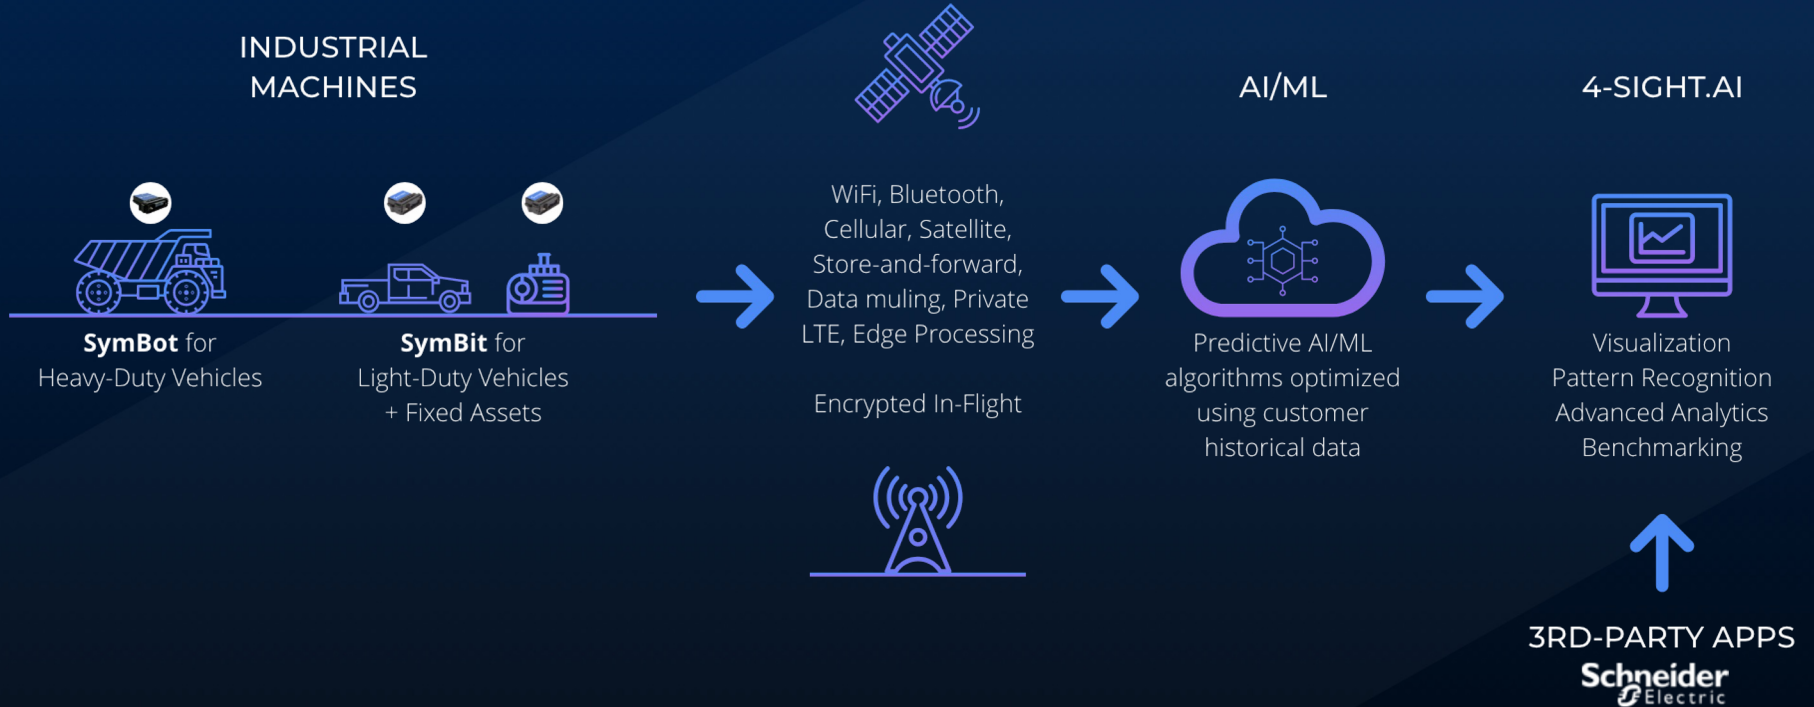 INDUSTRIAL
MACHINES
SymBot for
Heavy-Duty Vehicles
SymBit for
Light-Duty Vehicles
+ Fixed Assets
WiFi, Bluetooth,
Cellular, Satellite,
Store-and-forward,
Data muling, Private
LTE, Edge Processing
Encrypted In-Flight
AI/ML
Predictive AI/ML
algorithms optimized
using customer
historical data
4-SIGHT.AI
Visualization
Pattern Recognition
Advanced Analytics
Benchmarking
3RD-PARTY APPS
Schneider
Electric